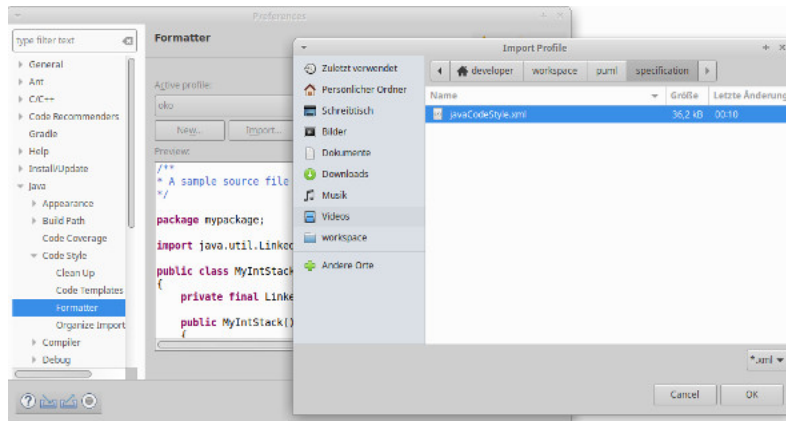 Preferences
type filter text
General
Ant
C/C++
Code Recommenders
Gradle
Help
Install/Update
Java
Appearance
Build Path
Code Coverage
Code Style
Clean Up
Code Templates
Formatter
Organize Import
Compiler
Debug
Formatter
Active profile:
eko
New... Import...
Preview:
/**
* A sample source file
*/
package mypackage;
import java.util.Linked
public class MyIntStack
{
private final Linke
public MyIntStack()
{
Import Profile
Zuletzt verwendet
Persönlicher Ordner
Schreibtisch
Bilder
Dokumente
Downloads
Musik
Videos
workspace
Andere Orte
developer workspace puml specification
Name Größe Letzte Änderung
javaCodeStyle.xml 36,2 kB 00:10
*.xml
Cancel OK